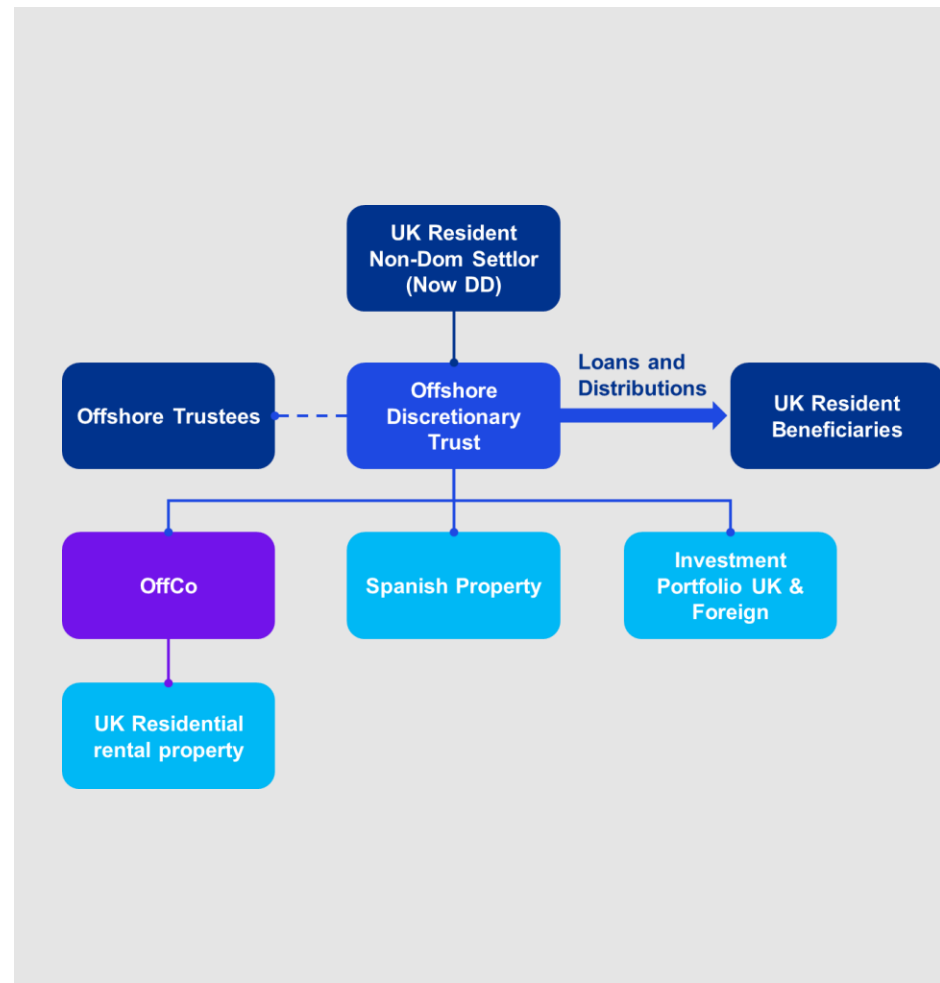 UK Resident
Non-Dom Settlor
(Now DD)
Offshore Trustees
Offshore
Discretionary
Trust
Loans and
Distributions
UK Resident
Beneficiaries
OffCo
Spanish Property
Investment
Portfolio UK &
Foreign
UK Residential
rental property